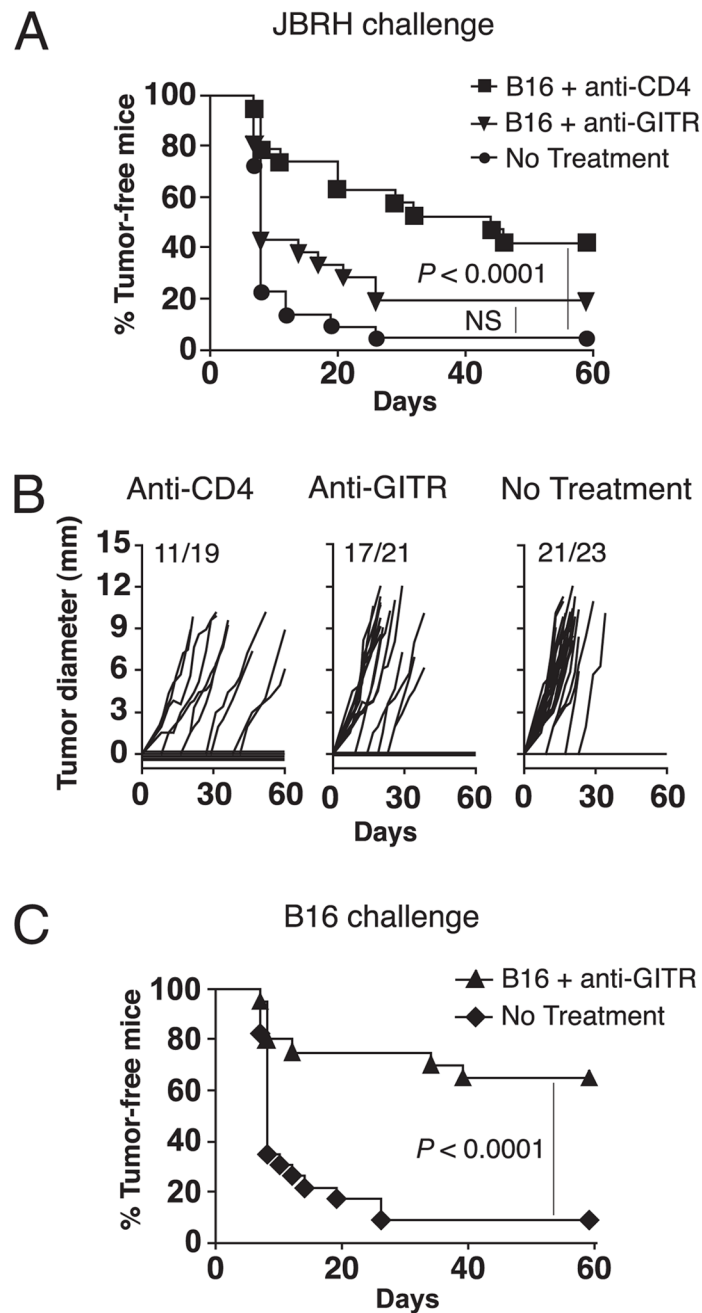 A
JBRH challenge
% Tumor-free mice
100
80
60
40
20
0
B16 + anti-CD4
B16 + anti-GITR
No Treatment
P < 0.0001
NS
0 20 40 60
Days
B
Anti-CD4 Anti-GITR No Treatment
Tumor diameter (mm)
15
12
9
6
3
0
11/19 17/21 21/23
0 30 60 0 30 60 0 30 60
Days
C
B16 challenge
% Tumor-free mice
100
80
60
40
20
0
B16 + anti-GITR
No Treatment
P < 0.0001
0 20 40 60
Days